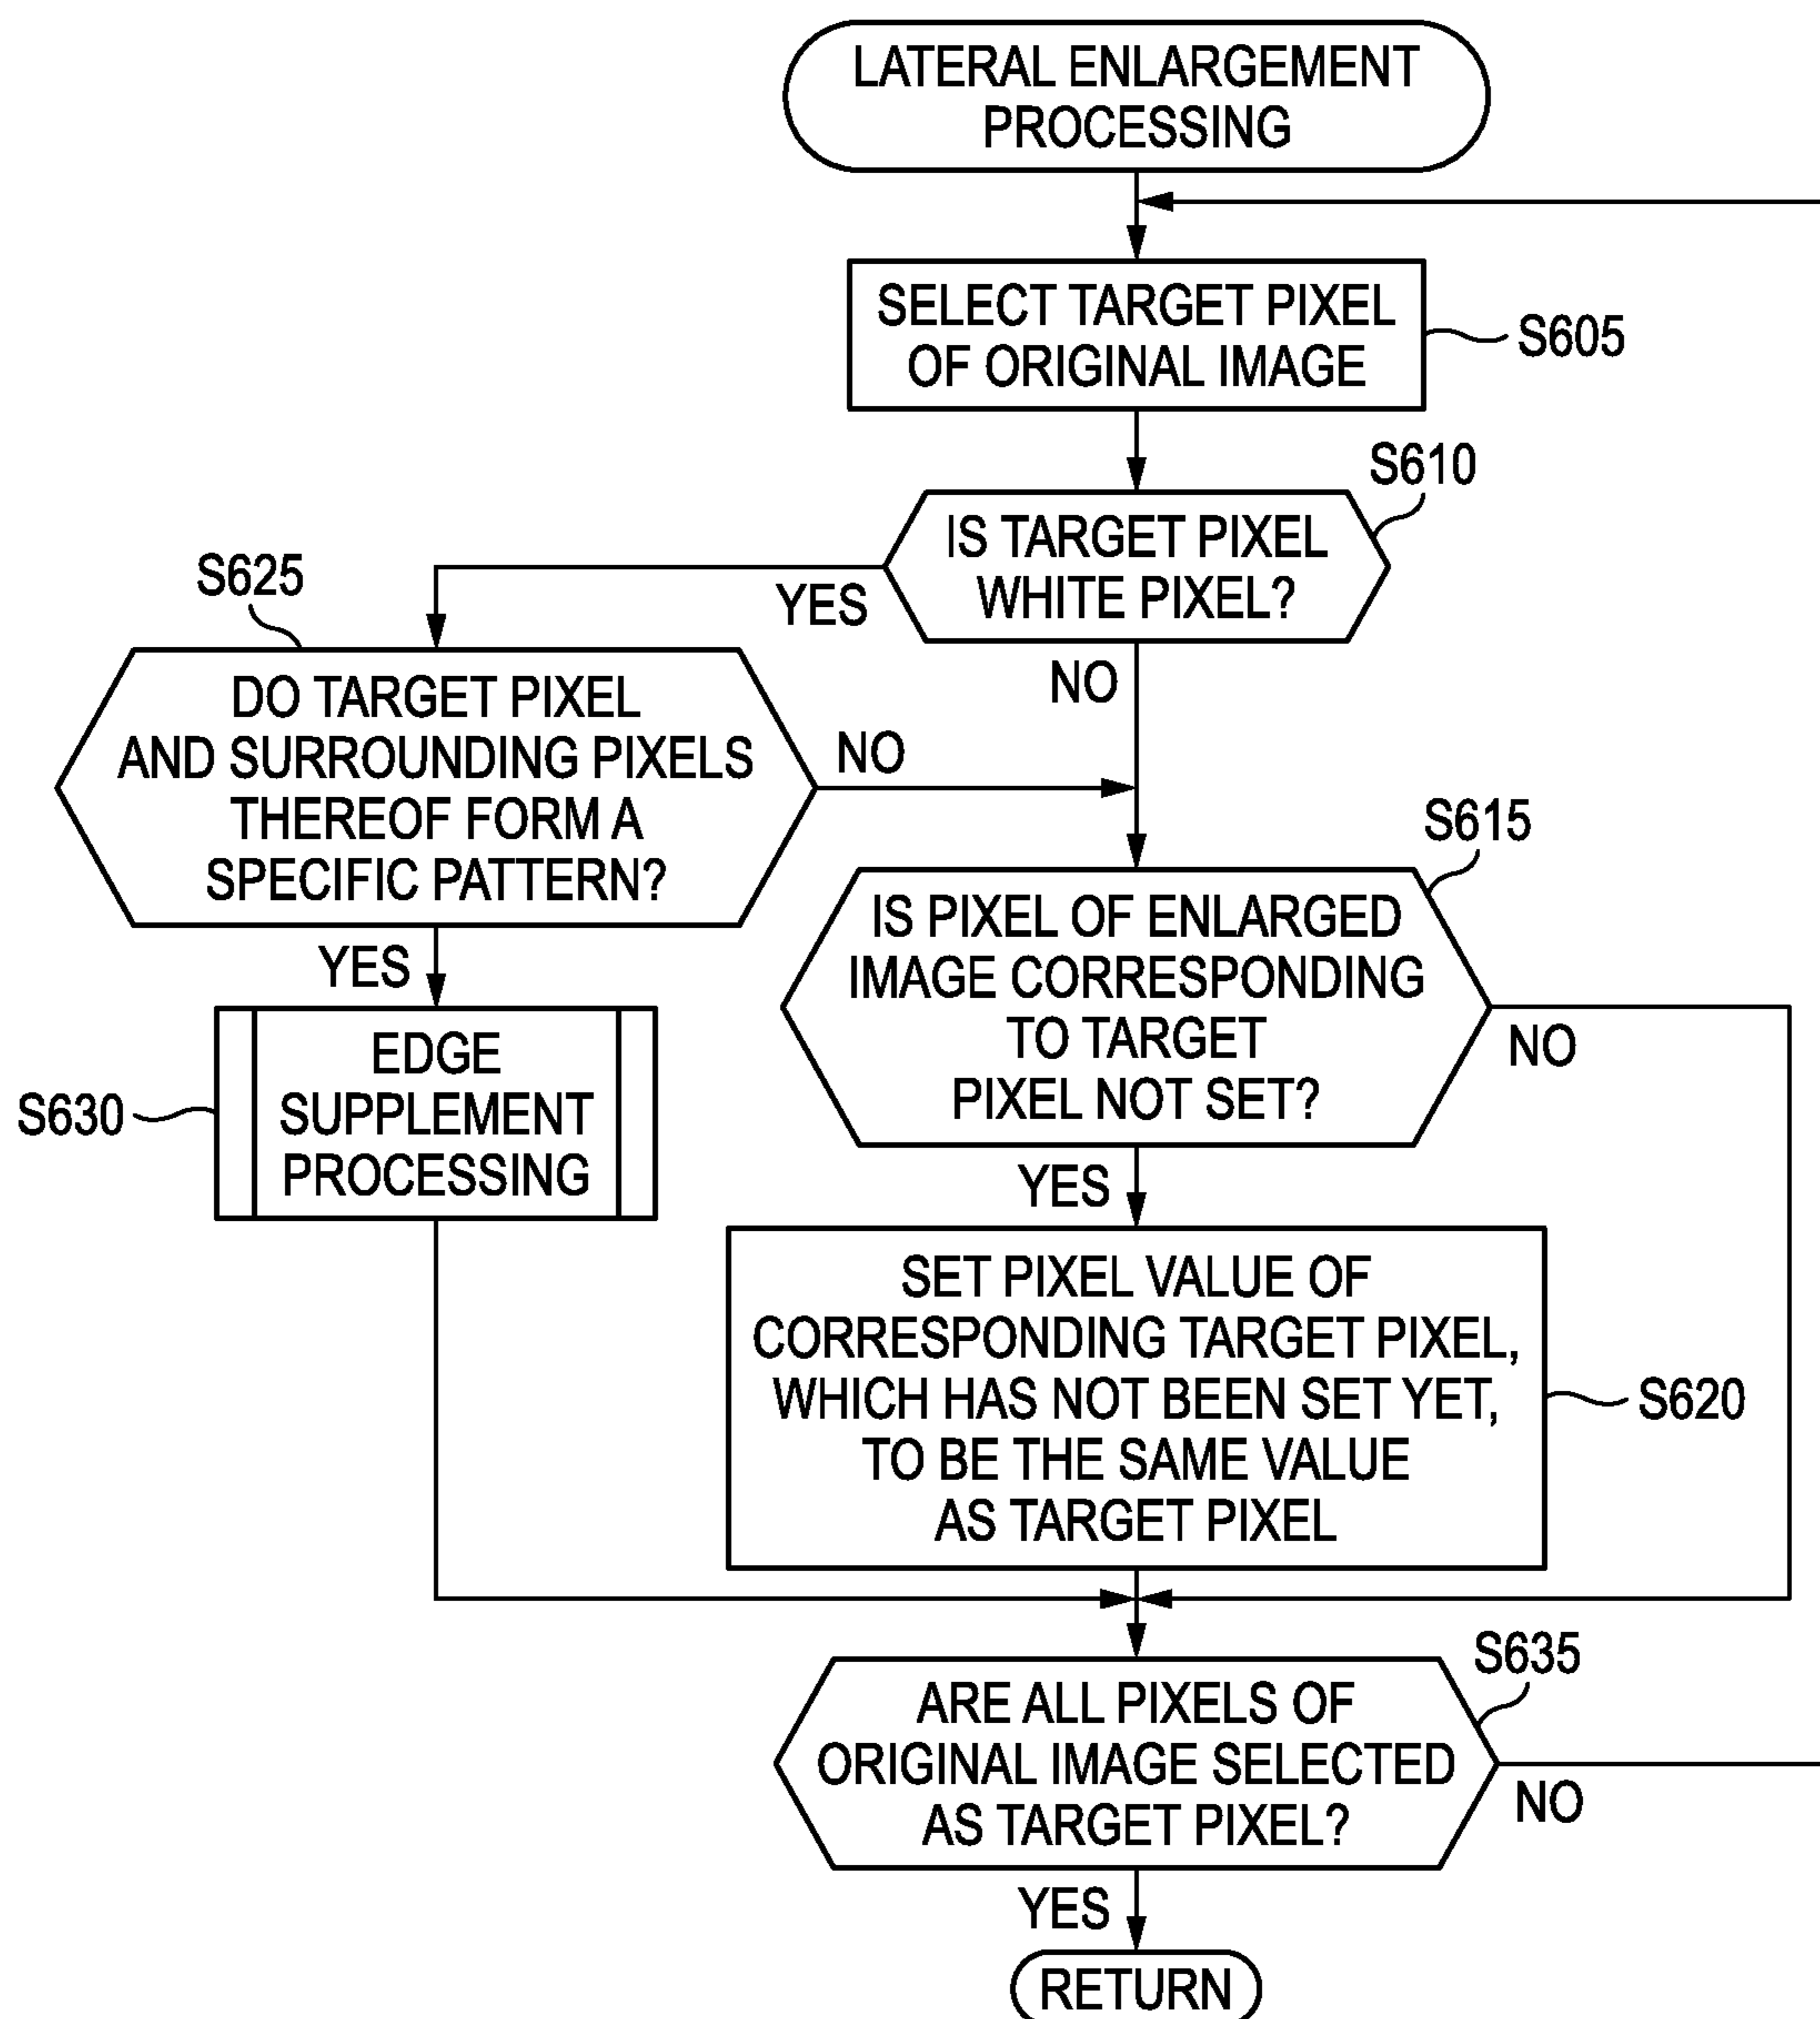 LATERAL ENLARGEMENT
PROCESSING
SELECT TARGET PIXEL
OF ORIGINAL IMAGE
S605
S610
IS TARGET PIXEL
WHITE PIXEL?
YES
NO
S625
DO TARGET PIXEL
AND SURROUNDING PIXELS
THEREOF FORM A
SPECIFIC PATTERN?
NO
YES
S615
IS PIXEL OF ENLARGED
IMAGE CORRESPONDING
TO TARGET
PIXEL NOT SET?
NO
YES
EDGE
SUPPLEMENT
PROCESSING
S630
SET PIXEL VALUE OF
CORRESPONDING TARGET PIXEL,
WHICH HAS NOT BEEN SET YET,
TO BE THE SAME VALUE
AS TARGET PIXEL
S620
S635
ARE ALL PIXELS OF
ORIGINAL IMAGE SELECTED
AS TARGET PIXEL?
NO
YES
RETURN